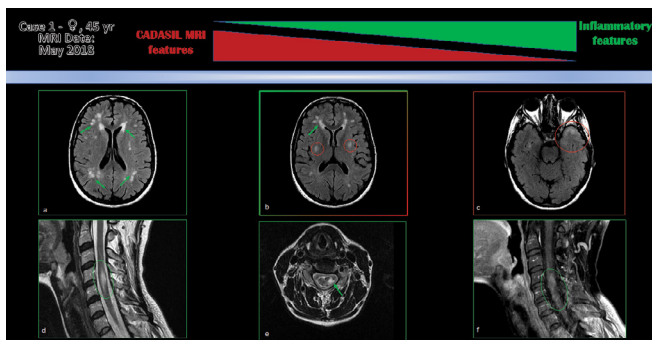 Case 1 - ♀, 45 yr
MRI Date:
May 2018
CADASIL MRI
features
Inflammatory
features
a
b
c
d
e
f